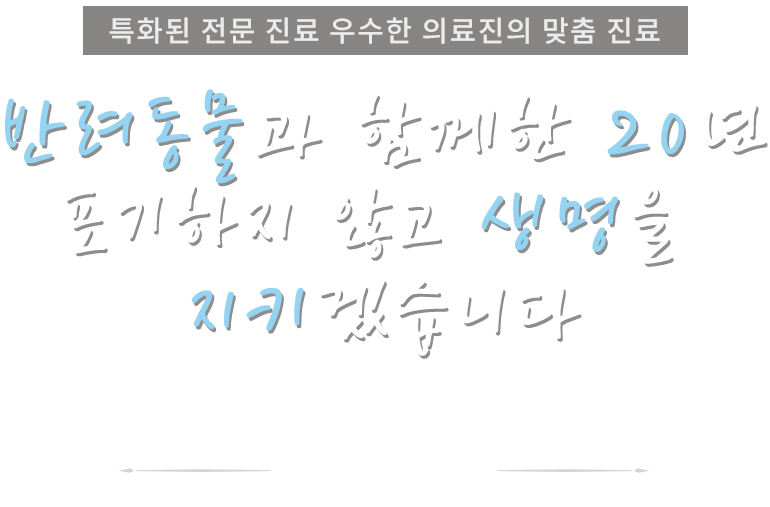 특화된 전문 진료 우수한 의료진의 맞춤 진료
반려동물과 함께한 20년
포기하지 않고 생명을
지키겠습니다